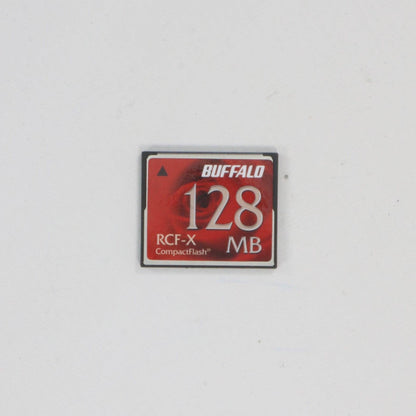 BUFFALO
128
MB
RCF-X
CompactFlash®